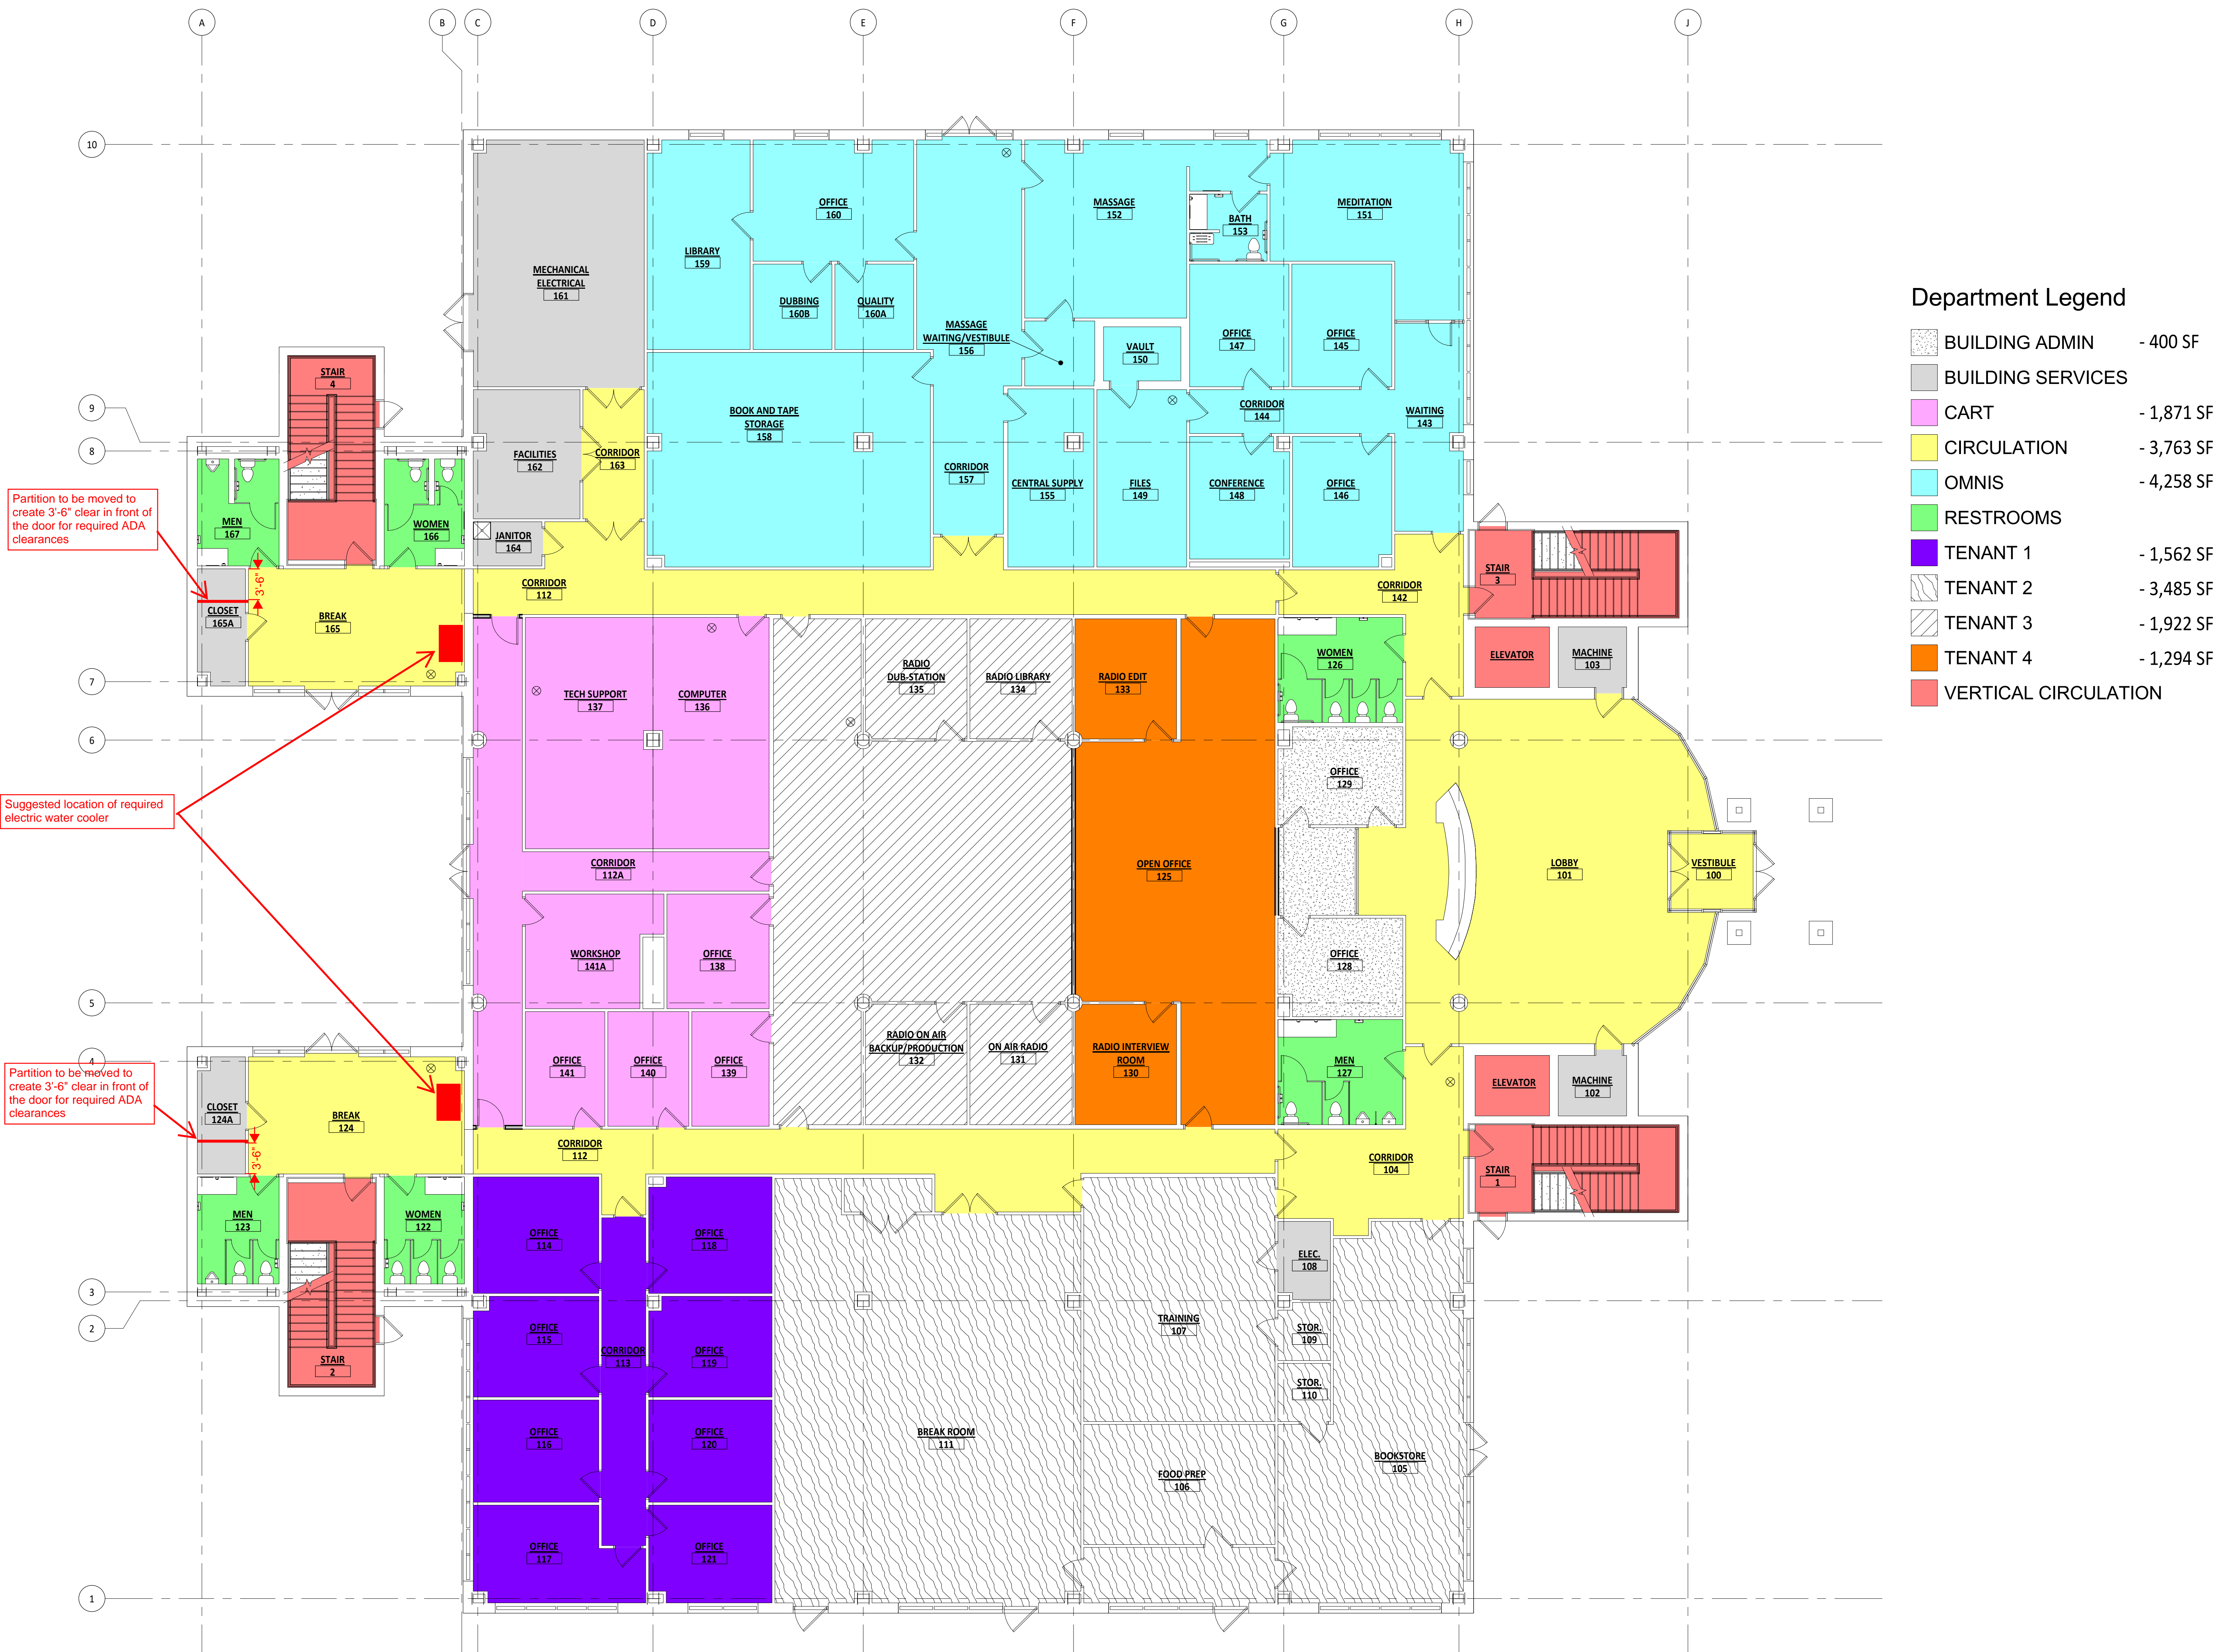 A
B
C
D
E
F
G
H
J
10
9
8
7
6
5
4
3
2
1
MECHANICAL
ELECTRICAL
161
LIBRARY
159
OFFICE
160
DUBBING
160B
QUALITY
160A
MASSAGE
WAITING/VESTIBULE
156
MASSAGE
152
BATH
153
MEDITATION
151
VAULT
150
OFFICE
147
OFFICE
145
STAIR
4
BOOK AND TAPE
STORAGE
158
CORRIDOR
144
WAITING
143
FACILITIES
162
CORRIDOR
163
CORRIDOR
157
CENTRAL SUPPLY
155
FILES
149
CONFERENCE
148
OFFICE
146
Partition to be moved to
create 3'-6" clear in front of
the door for required ADA
clearances
MEN
167
WOMEN
166
JANITOR
164
3'-6"
CLOSET
165A
BREAK
165
CORRIDOR
112
CORRIDOR
142
STAIR
3
TECH SUPPORT
137
COMPUTER
136
RADIO
DUB-STATION
135
RADIO LIBRARY
134
RADIO EDIT
133
WOMEN
126
ELEVATOR
MACHINE
103
Suggested location of required
electric water cooler
OFFICE
129
CORRIDOR
112A
OPEN OFFICE
125
LOBBY
101
VESTIBULE
100
WORKSHOP
141A
OFFICE
138
OFFICE
128
OFFICE
141
OFFICE
140
OFFICE
139
RADIO ON AIR
BACKUP/PRODUCTION
132
ON AIR RADIO
131
RADIO INTERVIEW
ROOM
130
MEN
127
ELEVATOR
MACHINE
102
Partition to be moved to
create 3'-6" clear in front of
the door for required ADA
clearances
CLOSET
124A
BREAK
124
3'-6"
CORRIDOR
112
CORRIDOR
104
STAIR
1
MEN
123
WOMEN
122
STAIR
2
OFFICE
114
OFFICE
118
OFFICE
115
CORRIDOR
113
OFFICE
119
OFFICE
116
OFFICE
120
OFFICE
117
OFFICE
121
BREAK ROOM
111
TRAINING
107
FOOD PREP
106
ELEC.
108
STOR.
109
STOR.
110
BOOKSTORE
105
Department Legend
BUILDING ADMIN - 400 SF
BUILDING SERVICES
CART - 1,871 SF
CIRCULATION - 3,763 SF
OMNIS - 4,258 SF
RESTROOMS
TENANT 1 - 1,562 SF
TENANT 2 - 3,485 SF
TENANT 3 - 1,922 SF
TENANT 4 - 1,294 SF
VERTICAL CIRCULATION